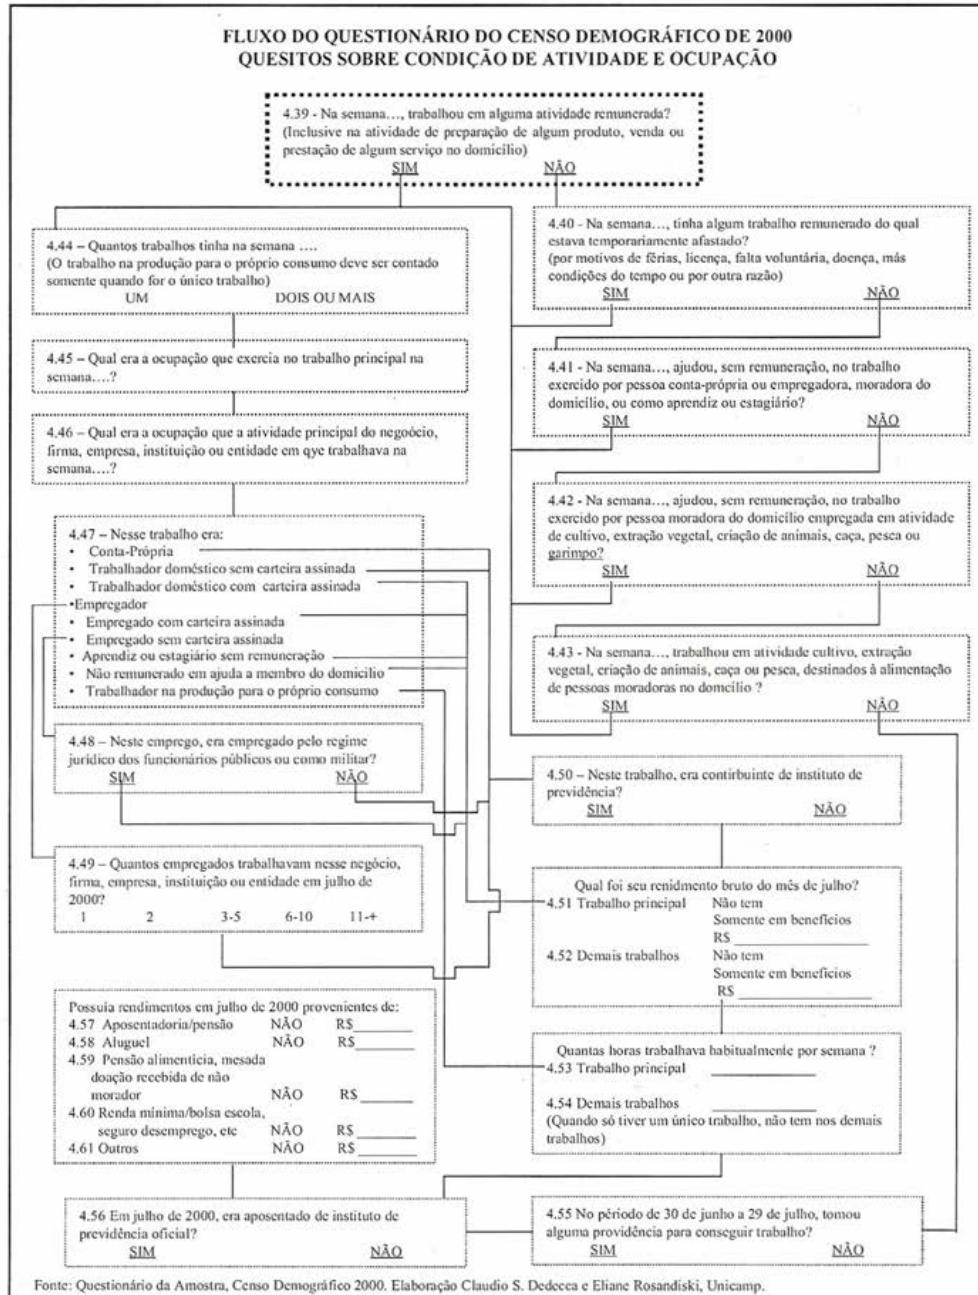 FLUXO DO QUESTIONÁRIO DO CENSO DEMOGRÁFICO DE 2000
QUESITOS SOBRE CONDIÇÃO DE ATIVIDADE E OCUPAÇÃO
4.39 - Na semana…, trabalhou em alguma atividade remunerada?
(Inclusive na atividade de preparação de algum produto, venda ou
prestação de algum serviço no domicílio)
SIM NÃO
4.44 – Quantos trabalhos tinha na semana ….
(O trabalho na produção para o próprio consumo deve ser contado
somente quando for o único trabalho)
UM DOIS OU MAIS
4.45 – Qual era a ocupação que exercia no trabalho principal na
semana….?
4.46 – Qual era a ocupação que a atividade principal do negoócio,
firma, empresa, instituição ou entidade em qye trabalhava na
semana….?
4.47 – Nesse trabalho era:
• Conta-Própria
• Trabalhador doméstico sem carteira assinada
• Trabalhador doméstico com carteira assinada
•Empregador
• Empregado com carteira assinada
• Empregado sem carteira assinada
• Aprendiz ou estagiário sem remuneração
• Não remunerado em ajuda a membro do domicílio
• Trabalhador na produção para o próprio consumo
4.48 – Neste emprego, era empregado pelo regime
jurídico dos funcionários públicos ou como militar?
SIM NÃO
4.49 – Quantos empregados trabalhavam nesse negócio,
firma, empresa, instituição ou entidade em julho de
2000?
1 2 3-5 6-10 11-+
Possuia rendimentos em julho de 2000 provenientes de:
4.57 Aposentadoria/pensão NÃO R$_______
4.58 Aluguel NÃO R$_______
4.59 Pensão alimentícia, mesada
doação recebida de não
morador NÃO R$_______
4.60 Renda mínima/bolsa escola,
seguro desemprego, etc NÃO R$_______
4.61 Outros NÃO R$_______
4.56 Em julho de 2000, era aposentado de instituto de
previdência oficial?
SIM NÃO
4.40 - Na semana…, tinha algum trabalho remunerado do qual
estava temporariamente afastado?
(por motivos de férias, licença, falta voluntária, doença, más
condições do tempo ou por outra razão)
SIM NÃO
4.41 - Na semana…, ajudou, sem remuneração, no trabalho
exercido por pessoa conta-própria ou empregadora, moradora do
domicílio, ou como aprendiz ou estagiário?
SIM NÃO
4.42 - Na semana…, ajudou, sem remuneração, no trabalho
exercido por pessoa moradora do domicílio empregada em atividade
de cultivo, extração vegetal, criação de animais, caça, pesca ou
garimpo?
SIM NÃO
4.43 - Na semana…, trabalhou em atividade cultivo, extração
vegetal, criação de animais, caça ou pesca, destinados à alimentação
de pessoas moradoras no domcílio ?
SIM NÃO
4.50 – Neste trabalho, era contirbuinte de instituto de
previdência?
SIM NÃO
Qual foi seu renidmento bruto do mês de julho?
4.51 Trabalho principal Não tem
Somente em benefícios
R$ _____________
4.52 Demais trabalhos Não tem
Somente em benefícios
R$ _____________
Quantas horas trabalhava habitualmente por semana ?
4.53 Trabalho principal _____________
4.54 Demais trabalhos _____________
(Quando só tiver um único trabalho, não tem nos demais
trabalhos)
4.55 No período de 30 de junho a 29 de julho, tomou
alguma providência para conseguir trabalho?
SIM NÃO
Fonte: Questionário da Amostra, Censo Demográfico 2000. Elaboração Claudio S. Dedecca e Eliane Rosandiski, Unicamp.